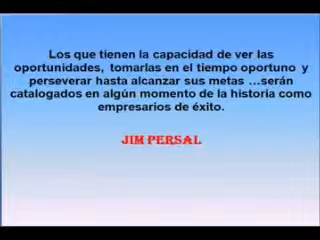 Los que tienen la capacidad de ver las
oportunidades, tomarlas en el tiempo oportuno y
perseverar hasta alcanzar sus metas ...serán
catalogados en algún momento de la historia como
empresarios de éxito.
JIM PERSAL